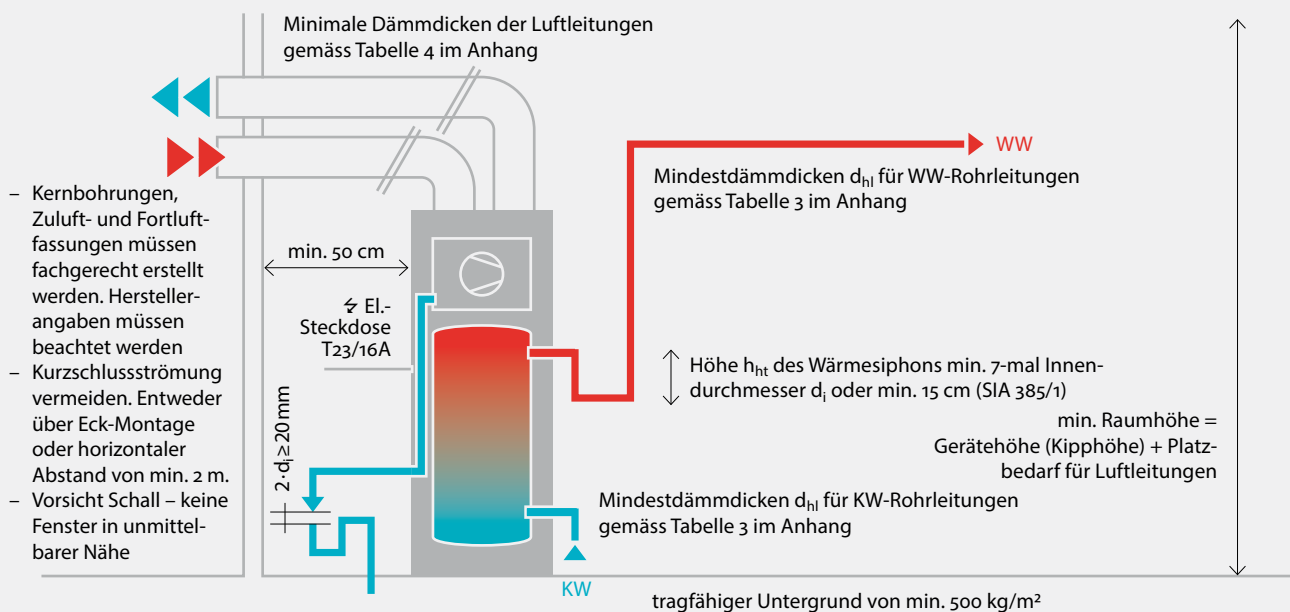 Minimale Dämmdicken der Luftleitungen
gemäss Tabelle 4 im Anhang
WW
Mindestdämmdicken dhl für WW-Rohrleitungen
gemäss Tabelle 3 im Anhang
– Kernbohrungen,
Zuluft- und Fortluft-
fassungen müssen
fachgerecht erstellt
werden. Hersteller-
angaben müssen
beachtet werden
– Kurzschlussströmung
vermeiden. Entweder
über Eck-Montage
oder horizontaler
Abstand von min. 2 m.
– Vorsicht Schall – keine
Fenster in unmittel-
barer Nähe
min. 50 cm
El.-
Steckdose
T23/16A
2·di≥20mm
Höhe hht des Wärmesiphons min. 7-mal Innen-
durchmesser di oder min. 15 cm (SIA 385/1)
min. Raumhöhe =
Gerätehöhe (Kipphöhe) + Platz-
bedarf für Luftleitungen
Mindestdämmdicken dhl für KW-Rohrleitungen
gemäss Tabelle 3 im Anhang
KW
tragfähiger Untergrund von min. 500 kg/m²